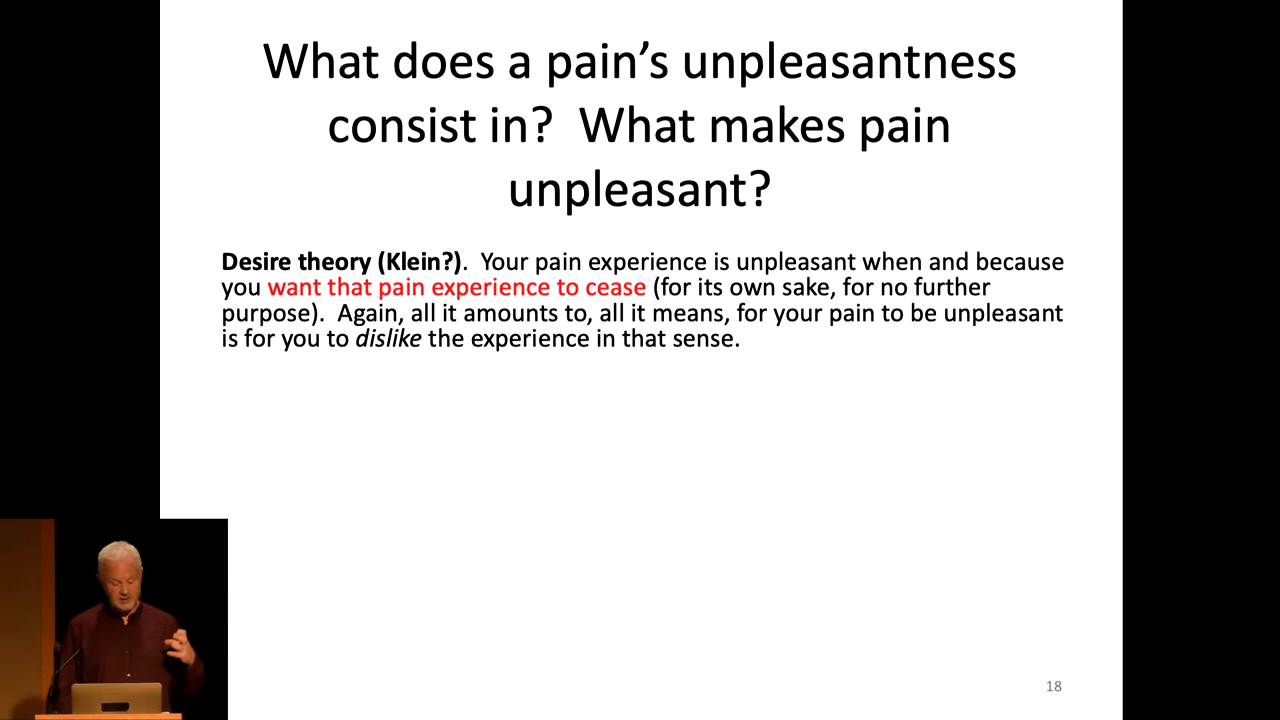 What does a pain’s unpleasantness
consist in?  What makes pain
unpleasant?
Desire theory (Klein?).  Your pain experience is unpleasant when and because
you want that pain experience to cease (for its own sake, for no further
purpose).  Again, all it amounts to, all it means, for your pain to be unpleasant
is for you to dislike the experience in that sense.
18